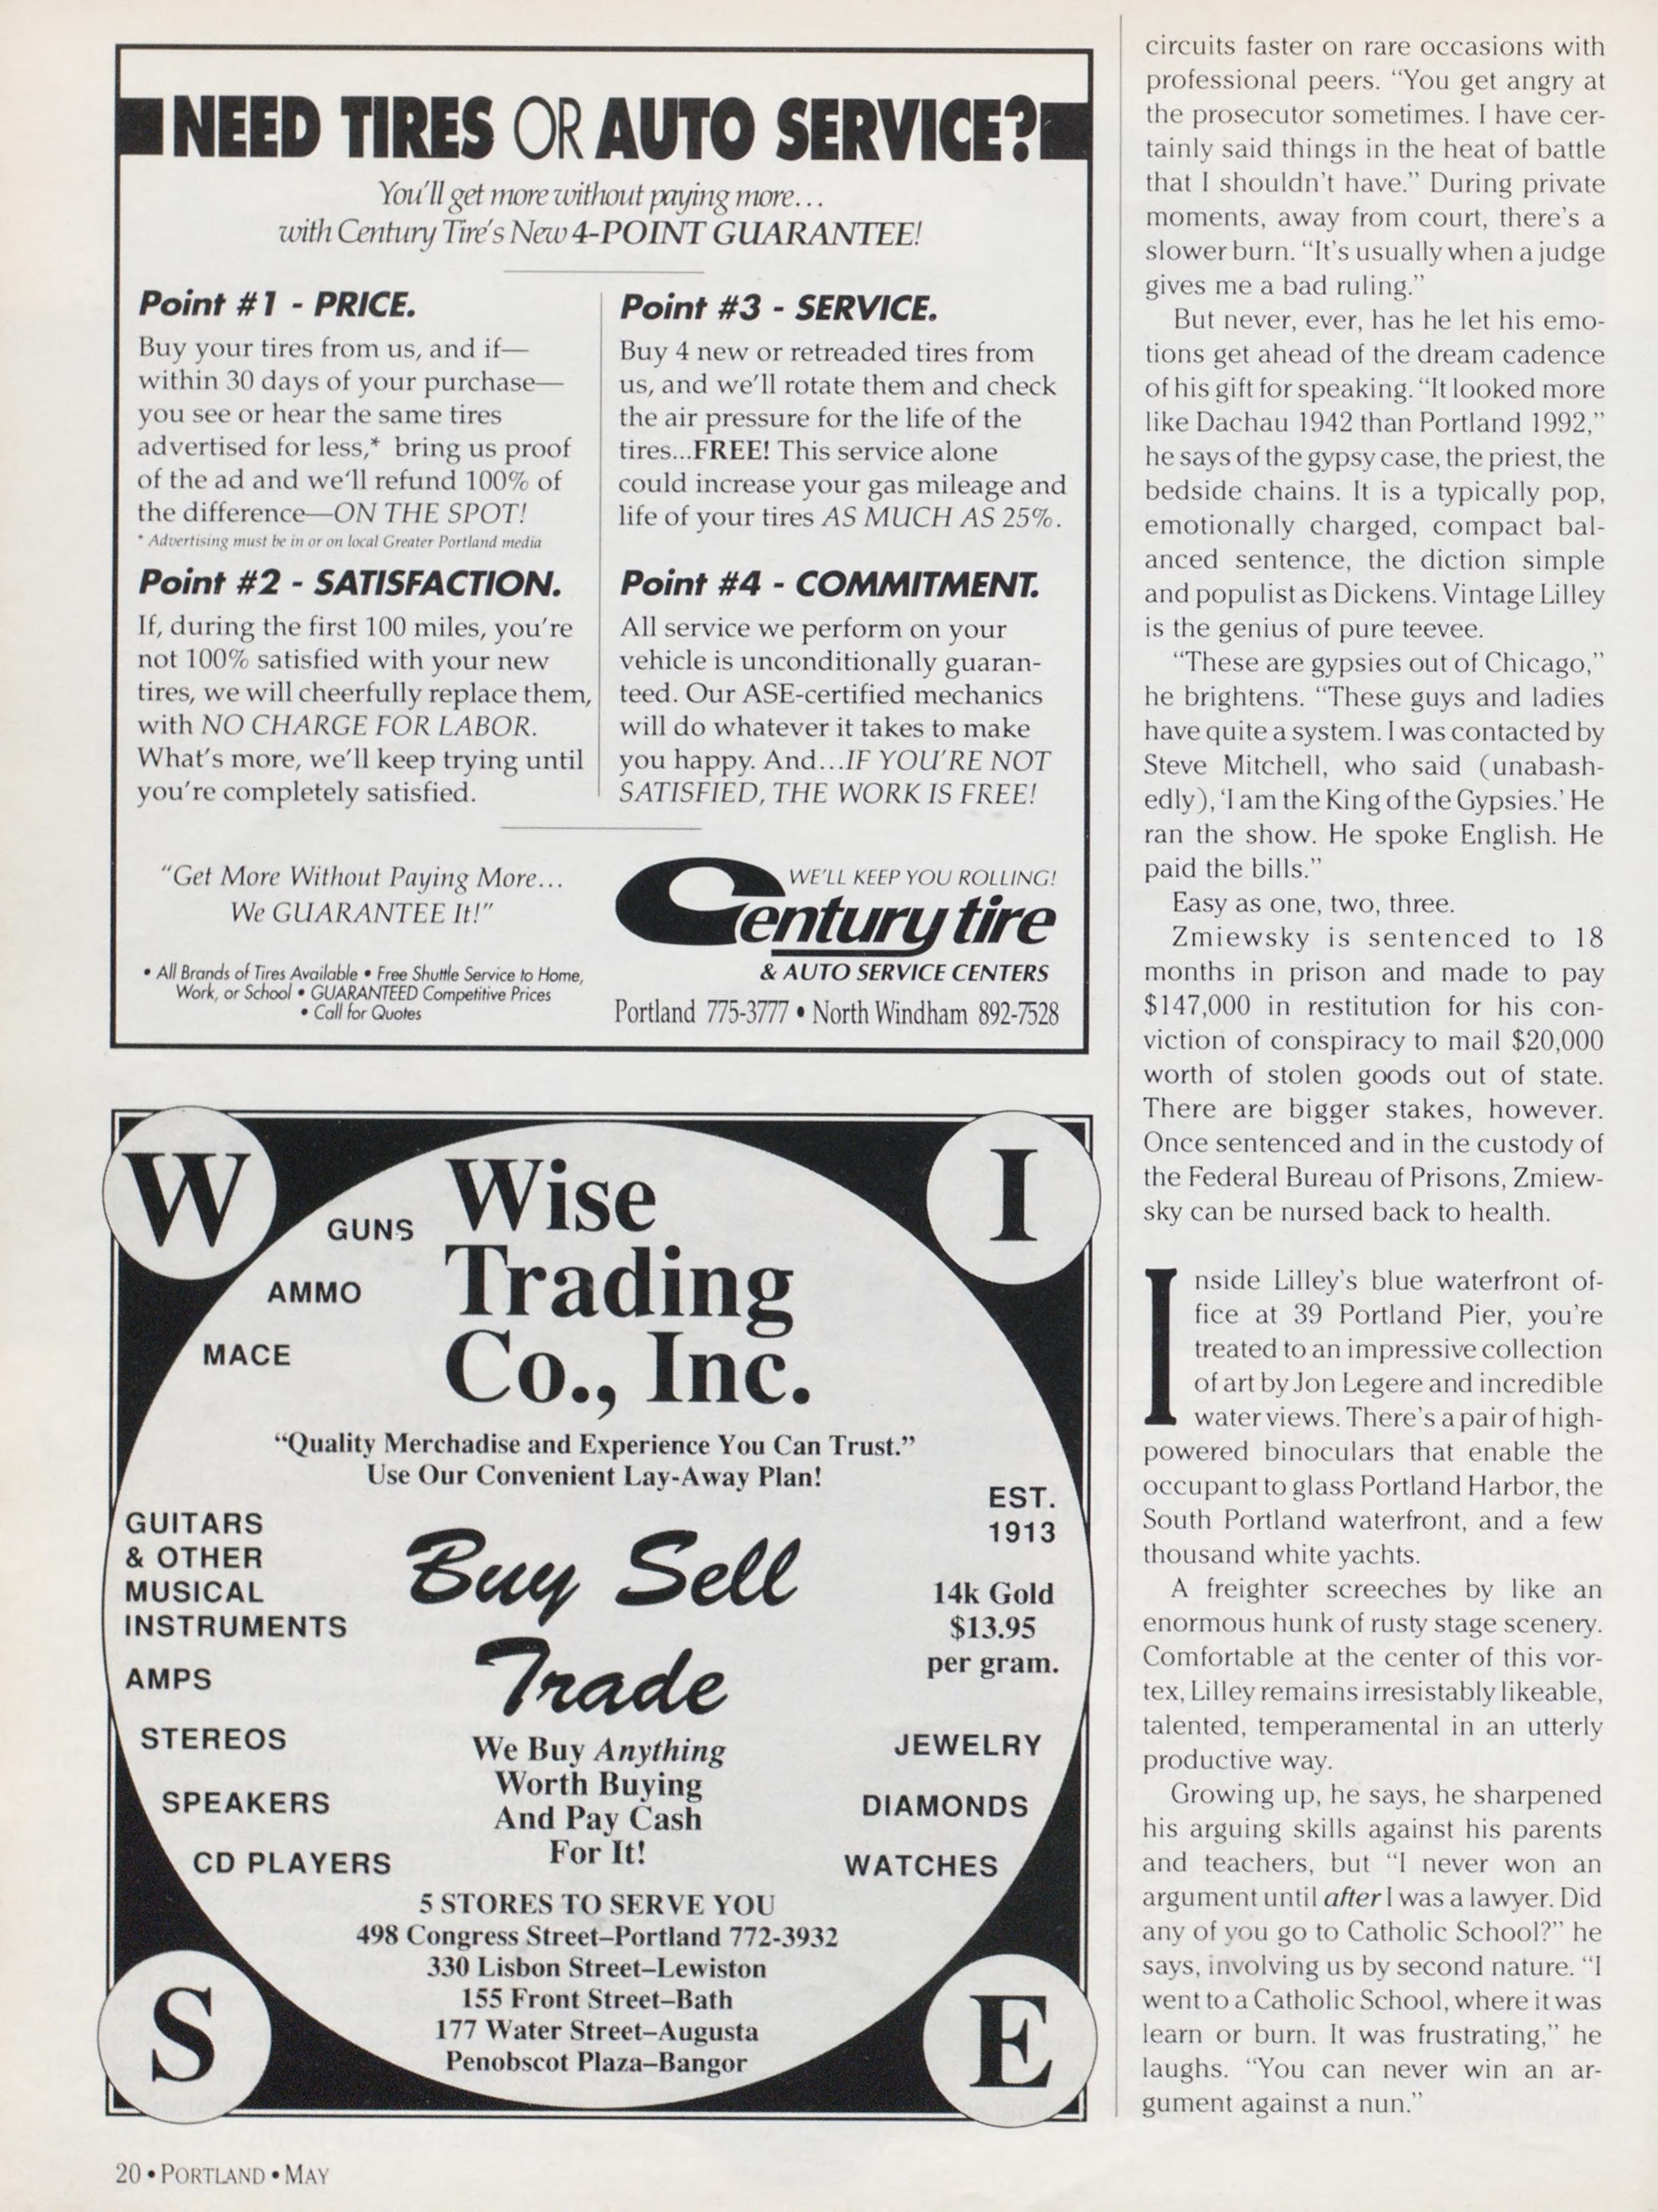 NEED TIRES OR AUTO SERVICE?
You'll get more without paying more...
with Century Tire's New 4-POINT GUARANTEE!
Point #1 - PRICE.
Buy your tires from us, and if—
within 30 days of your purchase—
you see or hear the same tires
advertised for less,* bring us proof
of the ad and we'll refund 100% of
the difference—ON THE SPOT!
* Advertising must be in or on local Greater Portland media
Point #2 - SATISFACTION.
If, during the first 100 miles, you're
not 100% satisfied with your new
tires, we will cheerfully replace them,
with NO CHARGE FOR LABOR.
What's more, we'll keep trying until
you're completely satisfied.
Point #3 - SERVICE.
Buy 4 new or retreaded tires from
us, and we'll rotate them and check
the air pressure for the life of the
tires...FREE! This service alone
could increase your gas mileage and
life of your tires AS MUCH AS 25%.
Point #4 - COMMITMENT.
All service we perform on your
vehicle is unconditionally guaran-
teed. Our ASE-certified mechanics
will do whatever it takes to make
you happy. And...IF YOU'RE NOT
SATISFIED, THE WORK IS FREE!
"Get More Without Paying More...
We GUARANTEE It!"
• All Brands of Tires Available • Free Shuttle Service to Home,
Work, or School • GUARANTEED Competitive Prices
• Call for Quotes
WE'LL KEEP YOU ROLLING!
Century tire
& AUTO SERVICE CENTERS
Portland 775-3777 • North Windham 892-7528
W
I
Wise
Trading
Co., Inc.
GUNS
AMMO
MACE
"Quality Merchadise and Experience You Can Trust."
Use Our Convenient Lay-Away Plan!
GUITARS
& OTHER
MUSICAL
INSTRUMENTS
AMPS
STEREOS
SPEAKERS
CD PLAYERS
Buy Sell
Trade
We Buy Anything
Worth Buying
And Pay Cash
For It!
EST.
1913
14k Gold
$13.95
per gram.
JEWELRY
DIAMONDS
WATCHES
5 STORES TO SERVE YOU
498 Congress Street–Portland 772-3932
330 Lisbon Street–Lewiston
155 Front Street–Bath
177 Water Street–Augusta
Penobscot Plaza–Bangor
S
E
20 • PORTLAND • MAY
circuits faster on rare occasions with
professional peers. "You get angry at
the prosecutor sometimes. I have cer-
tainly said things in the heat of battle
that I shouldn't have." During private
moments, away from court, there's a
slower burn. "It's usually when a judge
gives me a bad ruling."
But never, ever, has he let his emo-
tions get ahead of the dream cadence
of his gift for speaking. "It looked more
like Dachau 1942 than Portland 1992,"
he says of the gypsy case, the priest, the
bedside chains. It is a typically pop,
emotionally charged, compact bal-
anced sentence, the diction simple
and populist as Dickens. Vintage Lilley
is the genius of pure teevee.
"These are gypsies out of Chicago,"
he brightens. "These guys and ladies
have quite a system. I was contacted by
Steve Mitchell, who said (unabash-
edly), 'I am the King of the Gypsies.' He
ran the show. He spoke English. He
paid the bills."
Easy as one, two, three.
Zmiewsky is sentenced to 18
months in prison and made to pay
$147,000 in restitution for his con-
viction of conspiracy to mail $20,000
worth of stolen goods out of state.
There are bigger stakes, however.
Once sentenced and in the custody of
the Federal Bureau of Prisons, Zmiew-
sky can be nursed back to health.
Inside Lilley's blue waterfront of-
fice at 39 Portland Pier, you're
treated to an impressive collection
of art by Jon Legere and incredible
water views. There's a pair of high-
powered binoculars that enable the
occupant to glass Portland Harbor, the
South Portland waterfront, and a few
thousand white yachts.
A freighter screeches by like an
enormous hunk of rusty stage scenery.
Comfortable at the center of this vor-
tex, Lilley remains irresistably likeable,
talented, temperamental in an utterly
productive way.
Growing up, he says, he sharpened
his arguing skills against his parents
and teachers, but "I never won an
argument until after I was a lawyer. Did
any of you go to Catholic School?" he
says, involving us by second nature. "I
went to a Catholic School, where it was
learn or burn. It was frustrating," he
laughs. "You can never win an ar-
gument against a nun."